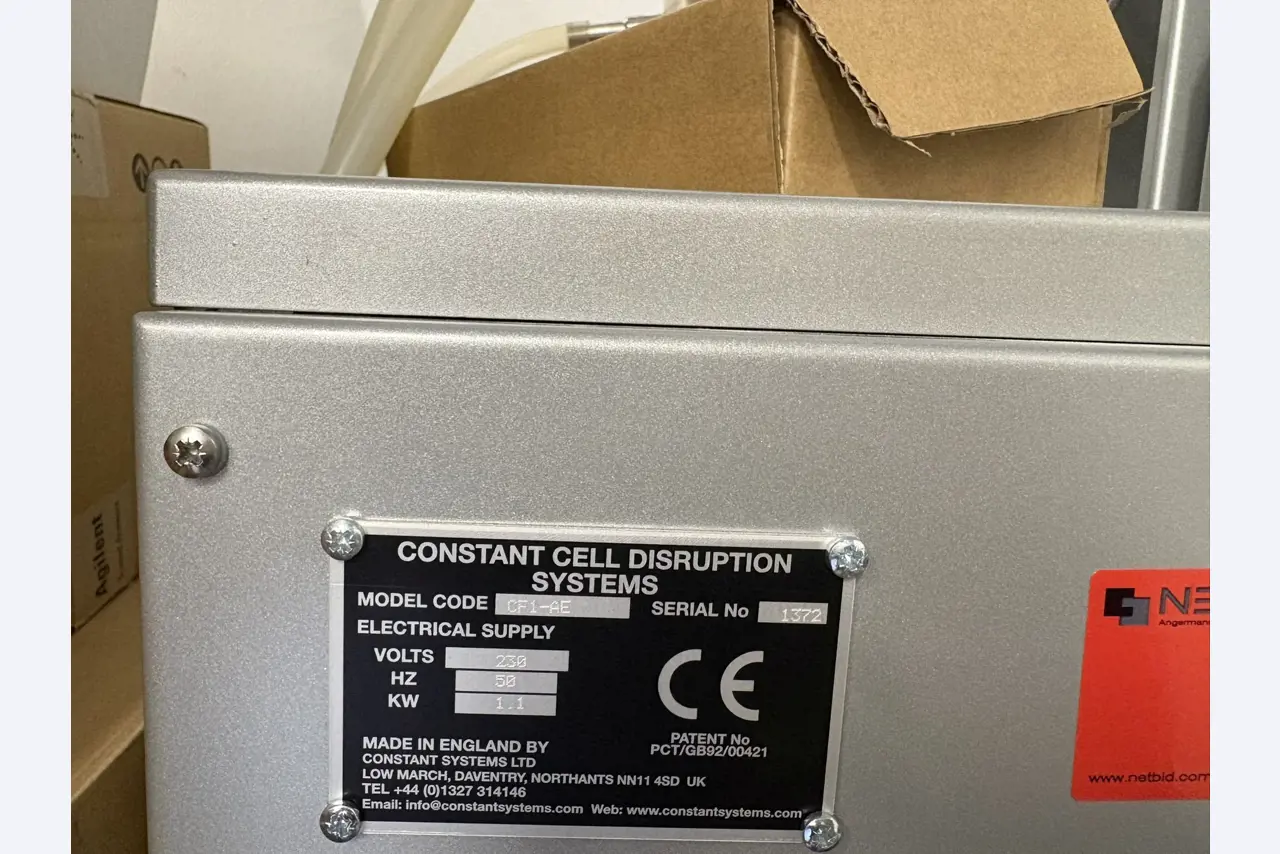 CONSTANT CELL DISRUPTION
SYSTEMS
MODEL CODE CF1-AE SERIAL No 1372
ELECTRICAL SUPPLY
VOLTS 230
HZ 50
KW 1.1
CE
PATENT No
PCT/GB92/00421
MADE IN ENGLAND BY
CONSTANT SYSTEMS LTD
LOW MARCH, DAVENTRY, NORTHANTS NN11 4SD UK
TEL +44 (0)1327 314146
Email: info@constantsystems.com Web: www.constantsystems.com
Agilent
NE
Angerman
www.netbid.com